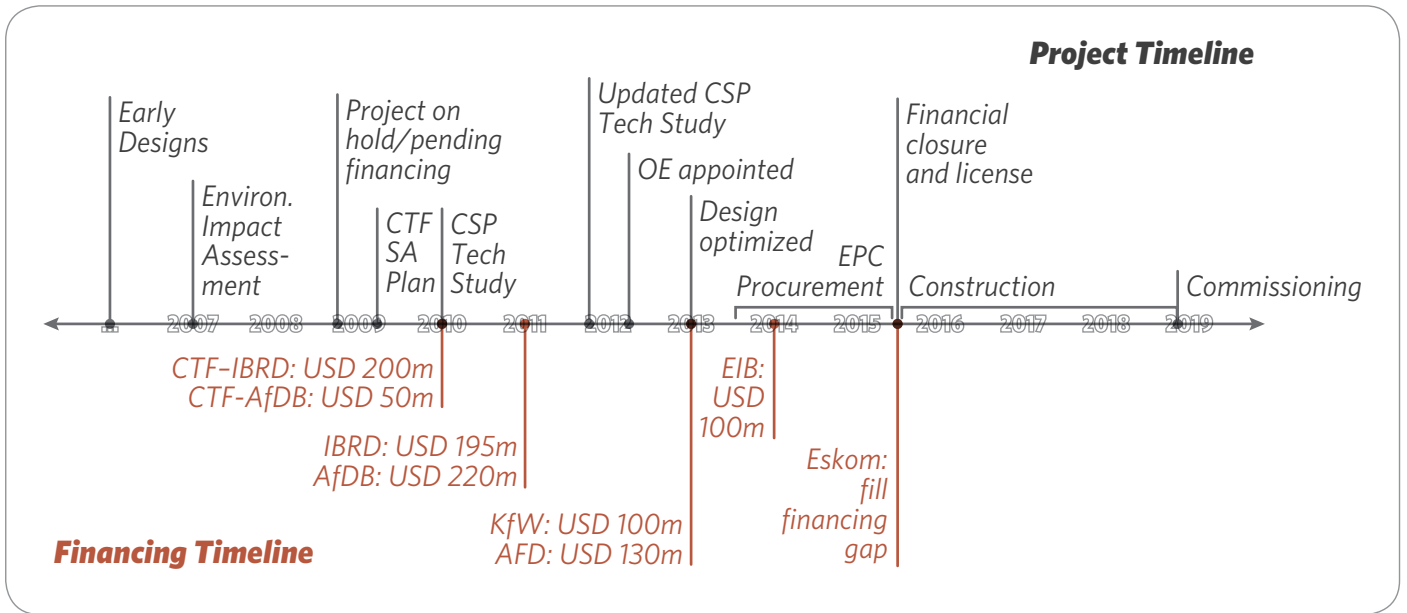 Project Timeline
Early
Designs
Environ.
Impact
Assess-
ment
Project on
hold/pending
financing
CTF
SA
Plan
CSP
Tech
Study
Updated CSP
Tech Study
OE appointed
Design
optimized
EPC
Procurement
Financial
closure
and license
Construction
Commissioning
... 2007 2008 2009 2010 2011 2012 2013 2014 2015 2016 2017 2018 2019
CTF–IBRD: USD 200m
CTF-AfDB: USD 50m
IBRD: USD 195m
AfDB: USD 220m
KfW: USD 100m
AFD: USD 130m
EIB:
USD
100m
Eskom:
fill
financing
gap
Financing Timeline